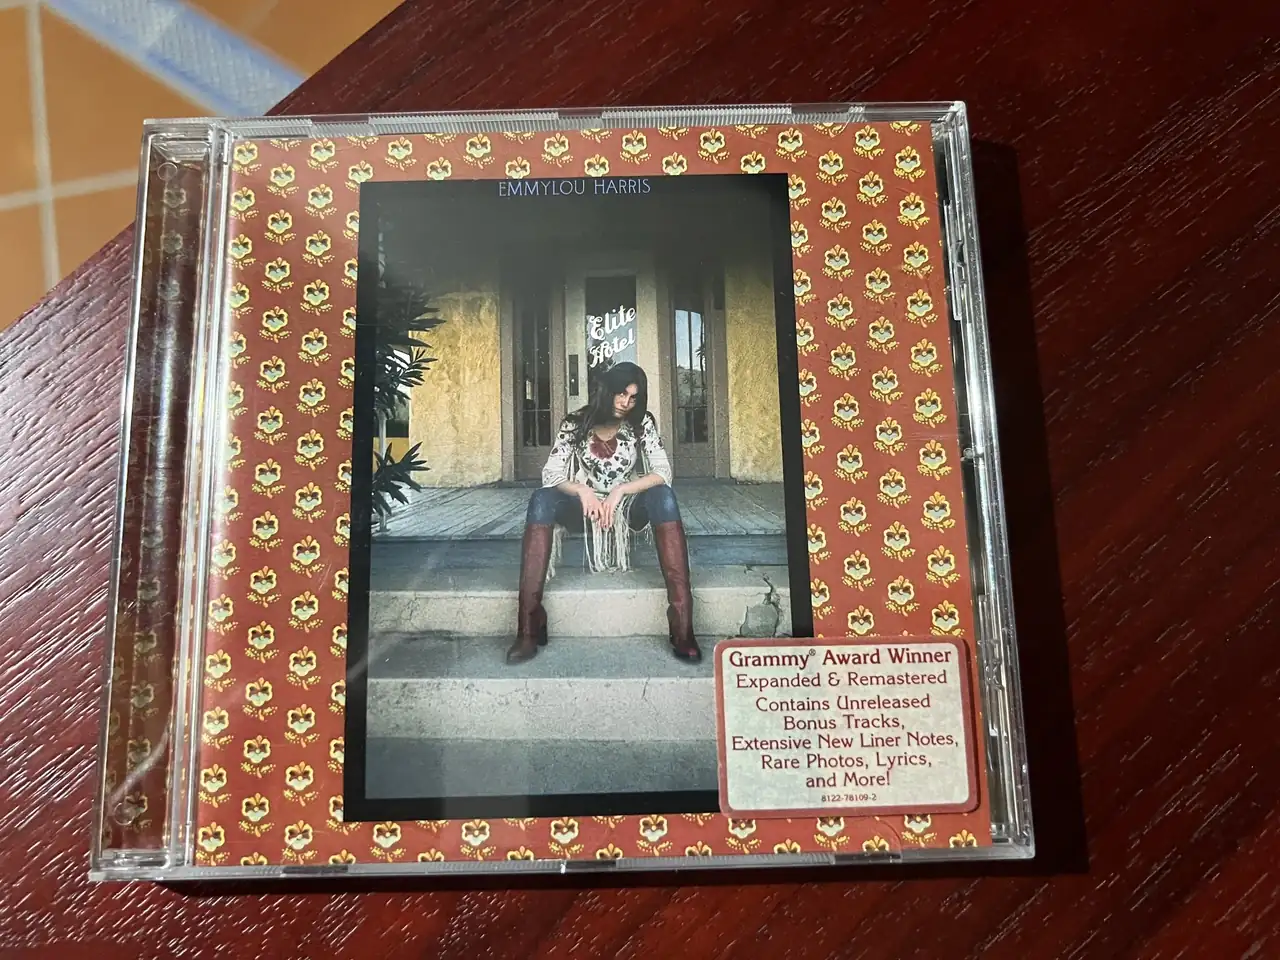 EMMYLOU HARRIS
Elite
Hotel
Grammy® Award Winner
Expanded & Remastered
Contains Unreleased
Bonus Tracks,
Extensive New Liner Notes,
Rare Photos, Lyrics,
and More!
8122-78109-2